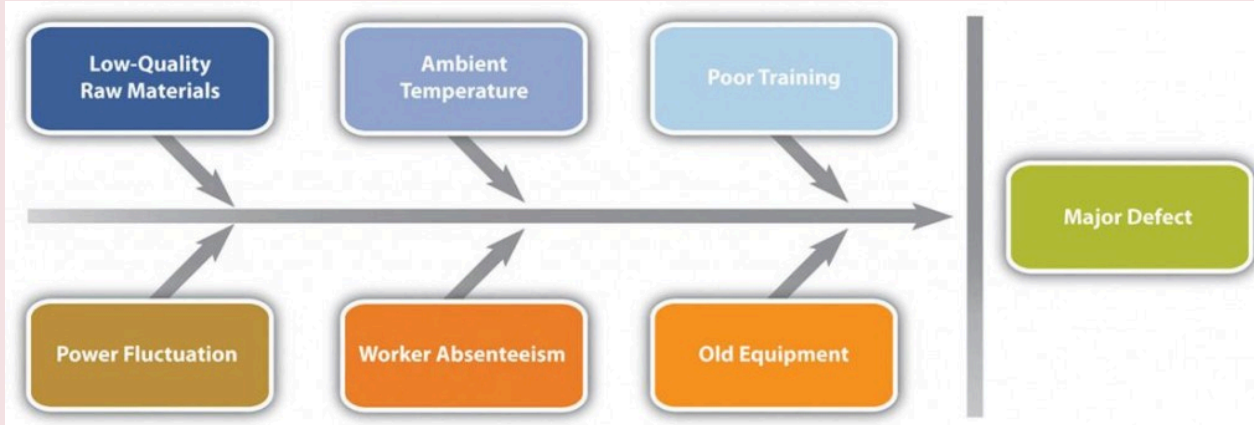 Low-Quality
Raw Materials
Ambient
Temperature
Poor Training
Major Defect
Power Fluctuation
Worker Absenteeism
Old Equipment